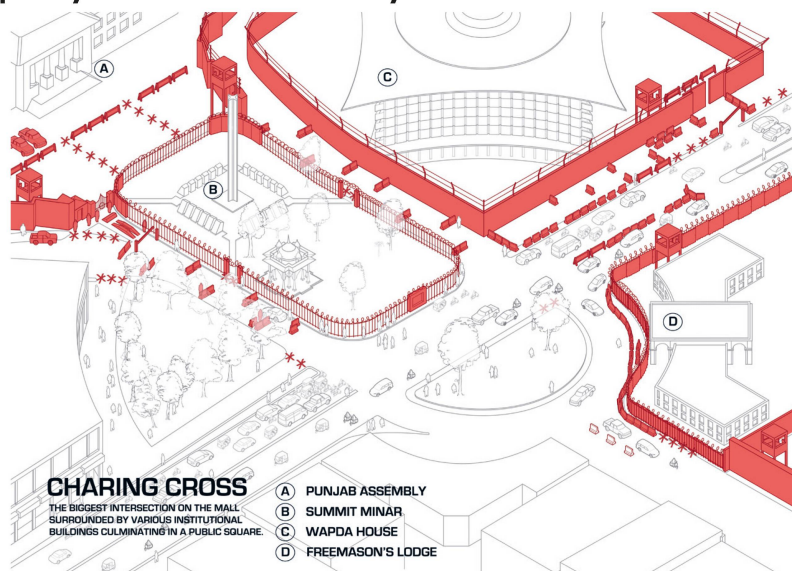 A
C
B
D
CHARING CROSS
THE BIGGEST INTERSECTION ON THE MALL
SURROUNDED BY VARIOUS INSTITUTIONAL
BUILDINGS CULMINATING IN A PUBLIC SQUARE.
A PUNJAB ASSEMBLY
B SUMMIT MINAR
C WAPDA HOUSE
D FREEMASON'S LODGE